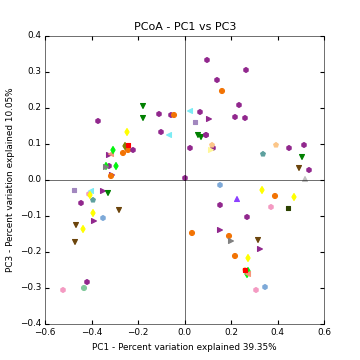 PCoA - PC1 vs PC3
0.4
0.3
0.2
0.1
0.0
−0.1
−0.2
−0.3
−0.4
PC3 - Percent variation explained 10.05%
−0.6 −0.4 −0.2 0.0 0.2 0.4 0.6
PC1 - Percent variation explained 39.35%